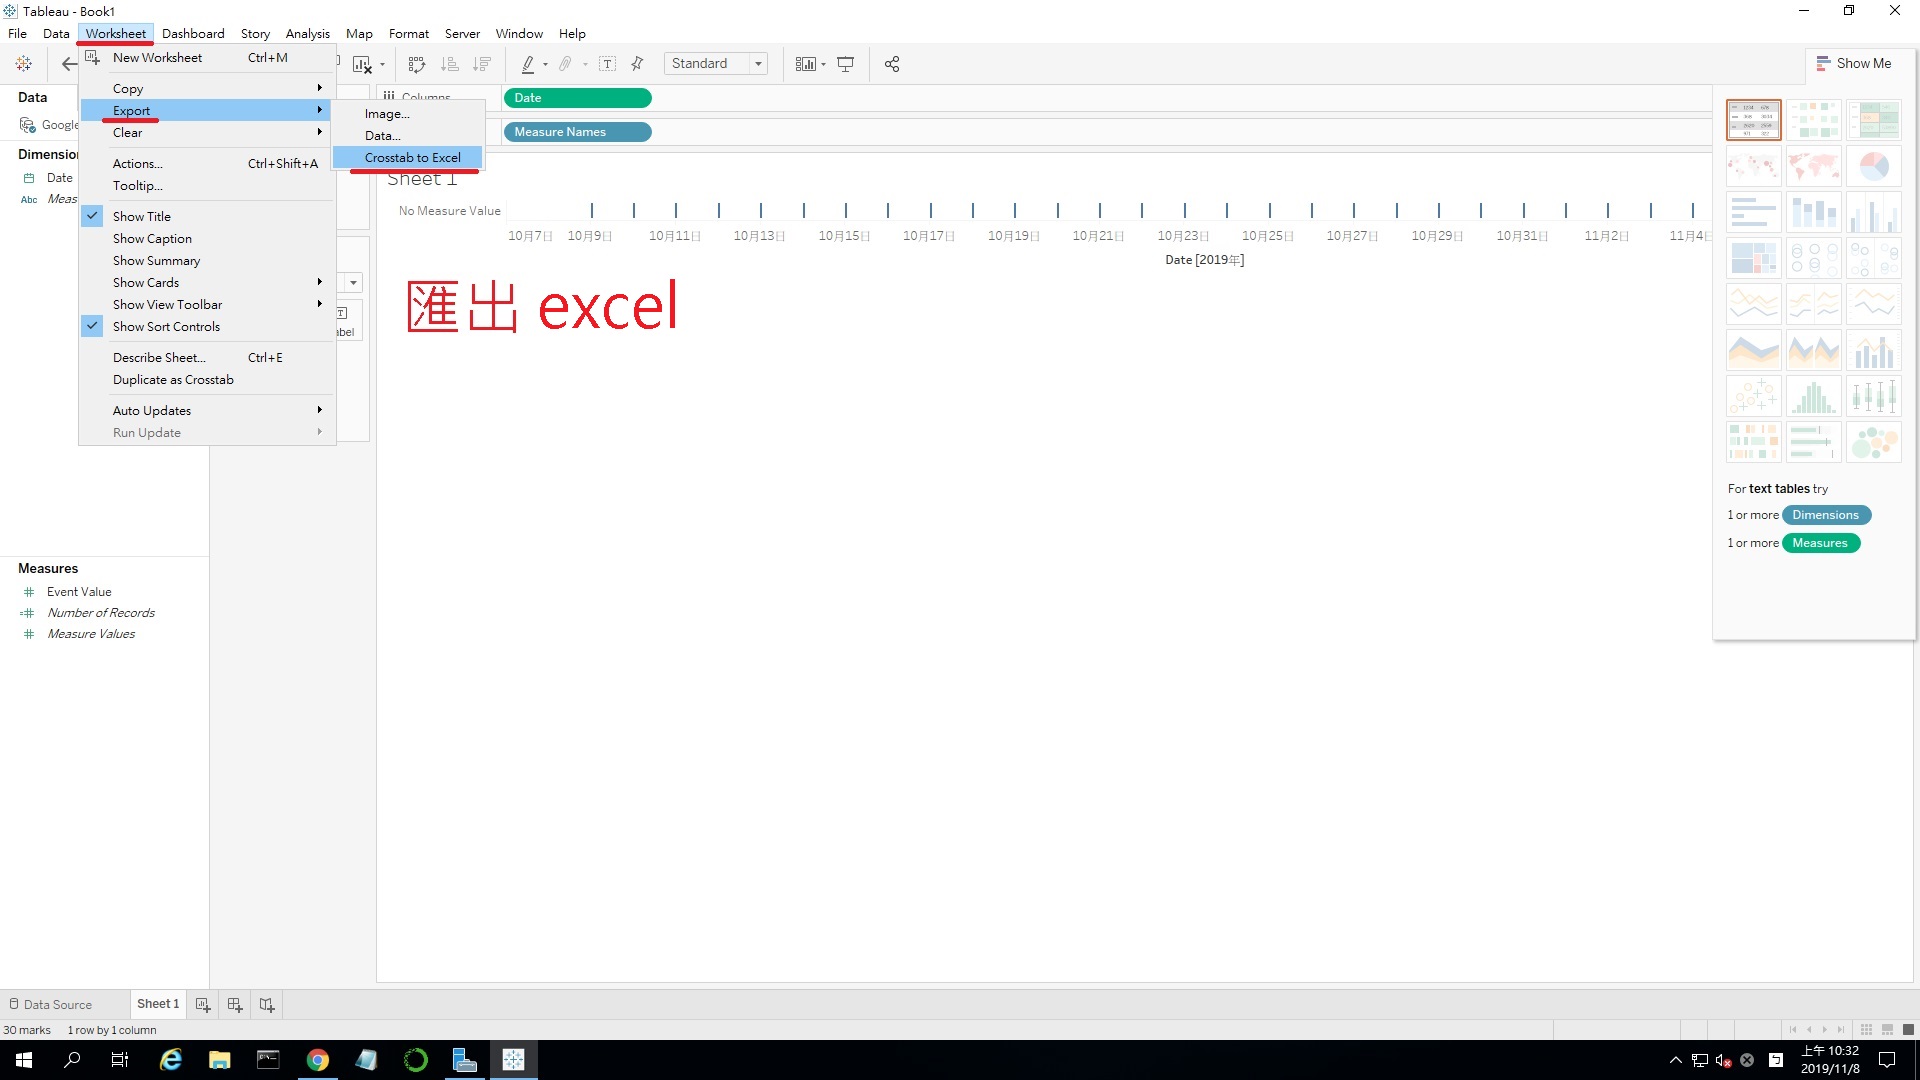 Tableau - Book1
File Data Worksheet Dashboard Story Analysis Map Format Server Window Help
New Worksheet Ctrl+M
Copy
Export
Clear
Actions... Ctrl+Shift+A
Tooltip...
Show Title
Show Caption
Show Summary
Show Cards
Show View Toolbar
Show Sort Controls
Describe Sheet... Ctrl+E
Duplicate as Crosstab
Auto Updates
Run Update
Image...
Data...
Crosstab to Excel
Standard
Show Me
Data
Google
Date
Abc
Measures
Event Value
Number of Records
Measure Values
Columns
Date
Measure Names
Sheet 1
No Measure Value
10月7日 10月9日 10月11日 10月13日 10月15日 10月17日 10月19日 10月21日 10月23日 10月25日 10月27日 10月29日 10月31日 11月2日 11月4日
Date [2019年]
匯出 excel
For text tables try
1 or more Dimensions
1 or more Measures
Data Source Sheet 1
30 marks 1 row by 1 column
上午 10:32
2019/11/8